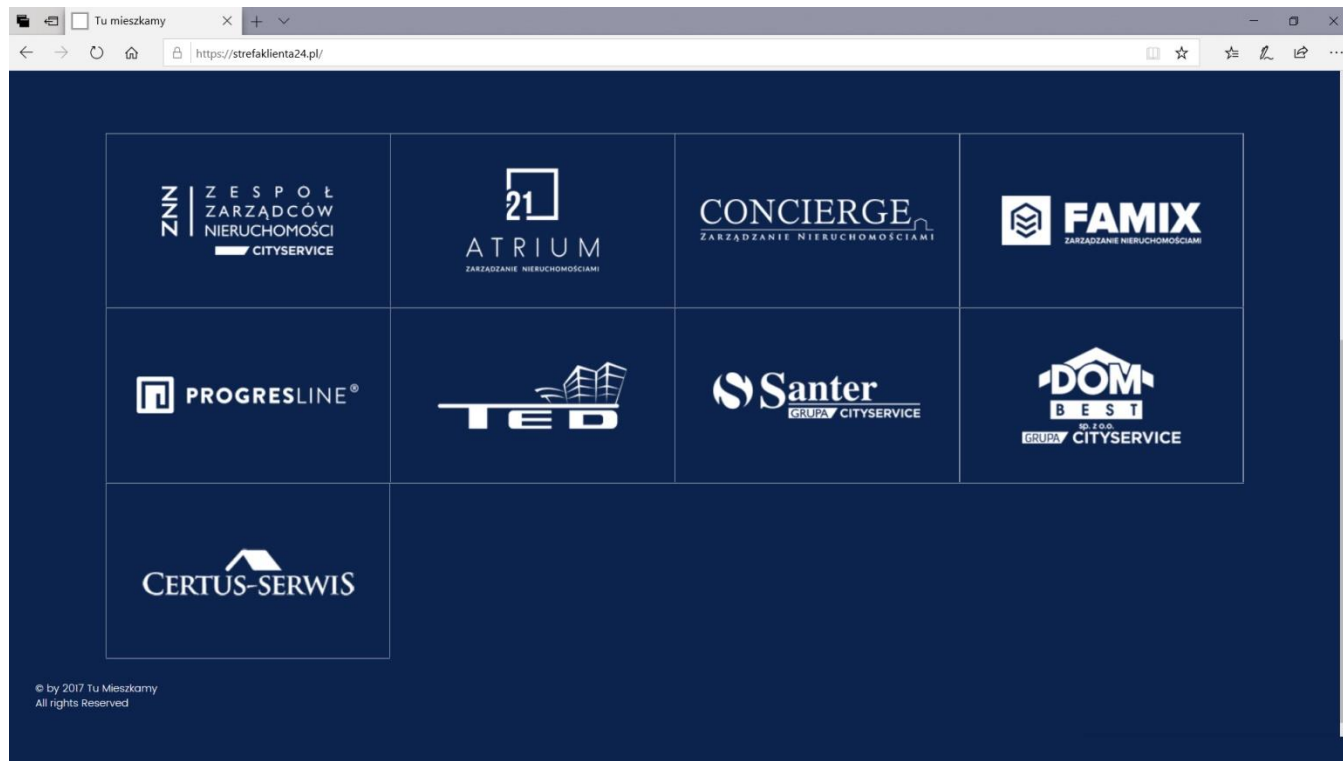 Tu mieszkamy
https://strefaklienta24.pl/
ZZN
ZESPÓŁ
ZARZĄDCÓW
NIERUCHOMOŚCI
CITYSERVICE
21
ATRIUM
ZARZĄDZANIE NIERUCHOMOŚCIAMI
CONCIERGE
ZARZĄDZANIE NIERUCHOMOŚCIAMI
FAMIX
ZARZĄDZANIE NIERUCHOMOŚCIAMI
PROGRESLINE®
TED
Santer
GRUPA CITYSERVICE
DOM
BEST
sp. z o.o.
GRUPA CITYSERVICE
CERTUS-SERWIS
© by 2017 Tu Mieszkamy
All rights Reserved